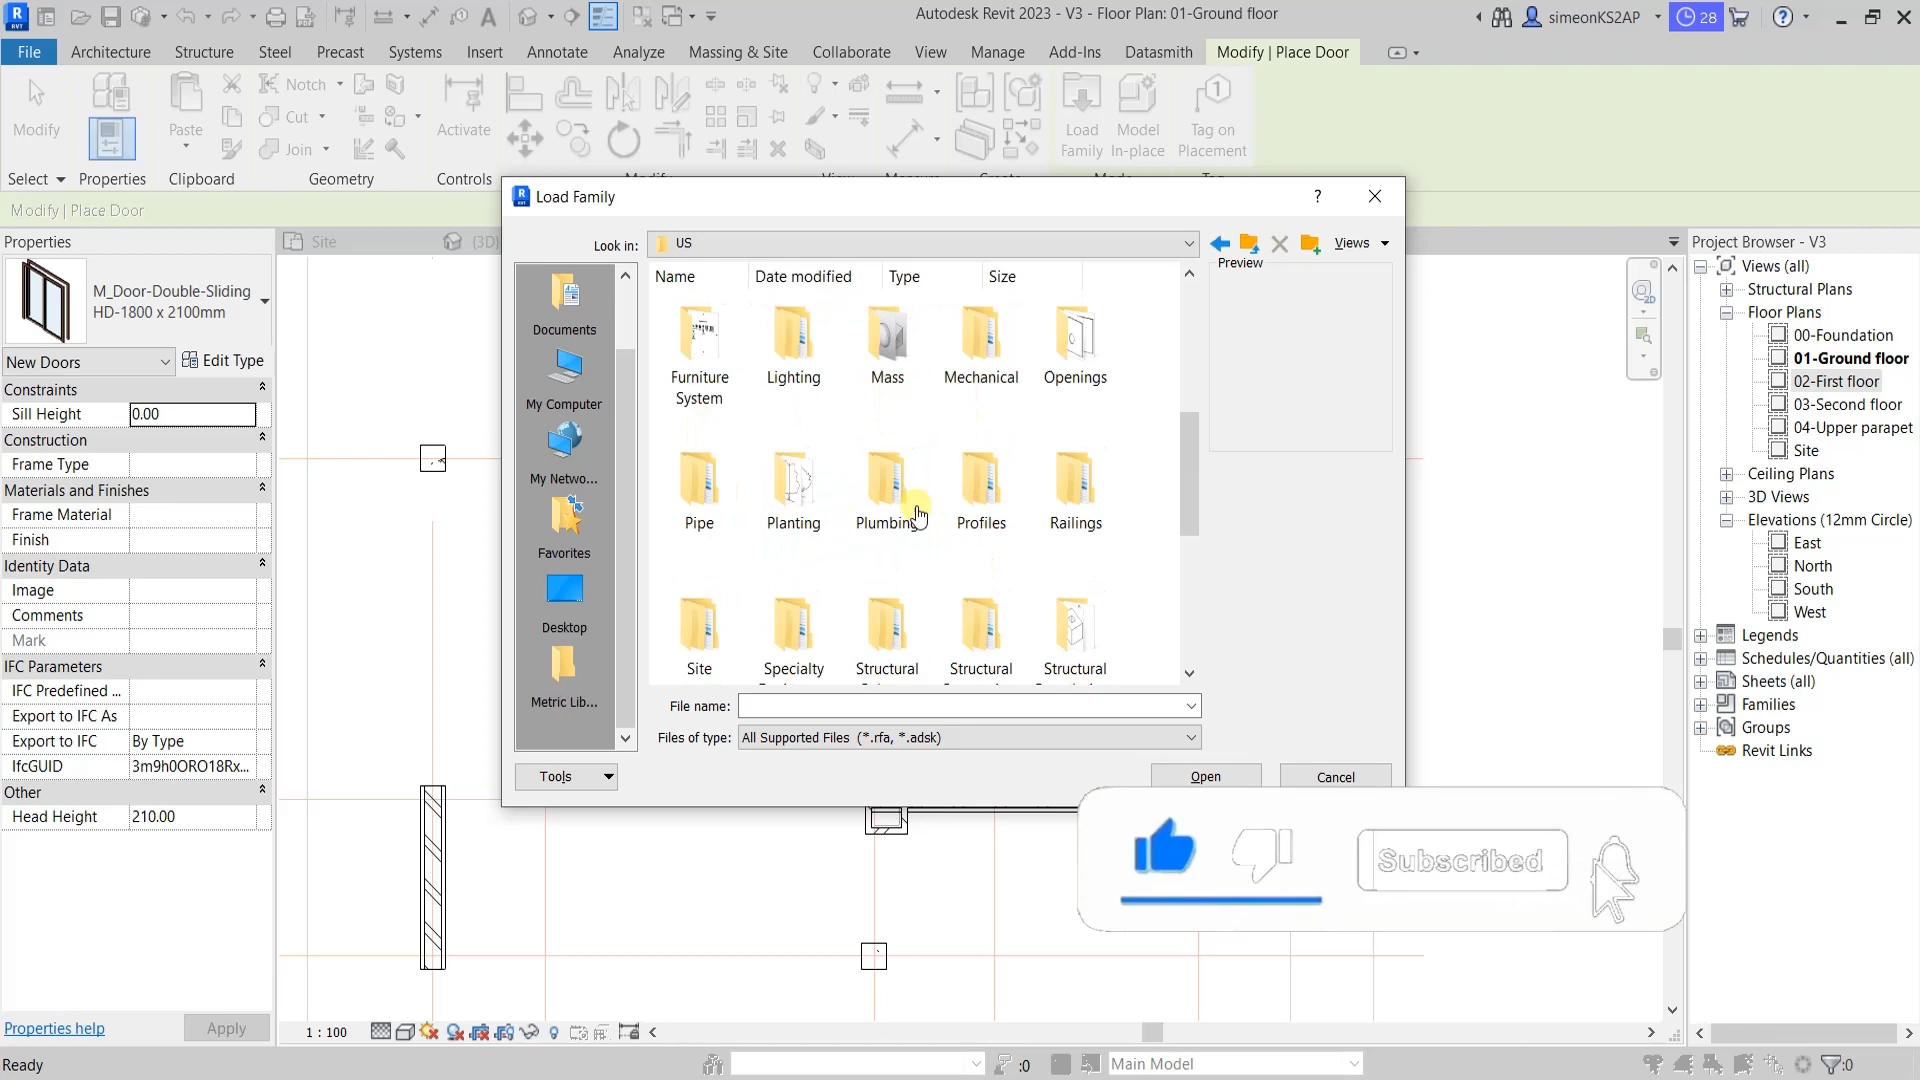 Autodesk Revit 2023 - V3 - Floor Plan: 01-Ground floor
simeonKS2AP
28
File
Architecture
Structure
Steel
Precast
Systems
Insert
Annotate
Analyze
Massing & Site
Collaborate
View
Manage
Add-Ins
Datasmith
Modify | Place Door
Modify
Paste
Notch
Cut
Join
Activate
Load
Family
Model
In-place
Tag on
Placement
Select
Properties
Clipboard
Geometry
Controls
Modify | Place Door
Properties
M_Door-Double-Sliding
HD-1800 x 2100mm
New Doors
Edit Type
Constraints
Sill Height 0.00
Construction
Frame Type
Materials and Finishes
Frame Material
Finish
Identity Data
Image
Comments
Mark
IFC Parameters
IFC Predefined ...
Export to IFC As
Export to IFC By Type
IfcGUID 3m9h0ORO18Rx...
Other
Head Height 210.00
Properties help
Apply
Ready
Site
{3D}
Load Family
?
Look in: US
Views
Name Date modified Type Size
Preview
Documents
My Computer
My Netwo...
Favorites
Desktop
Metric Lib...
Furniture
System
Lighting
Mass
Mechanical
Openings
Pipe
Planting
Plumbing
Profiles
Railings
Site
Specialty
Structural
Structural
Structural
File name:
Files of type: All Supported Files (*.rfa, *.adsk)
Tools
Open
Cancel
Subscribed
Project Browser - V3
Views (all)
Structural Plans
Floor Plans
00-Foundation
01-Ground floor
02-First floor
03-Second floor
04-Upper parapet
Site
Ceiling Plans
3D Views
Elevations (12mm Circle)
East
North
South
West
Legends
Schedules/Quantities (all)
Sheets (all)
Families
Groups
Revit Links
1 : 100
:0
Main Model
:0